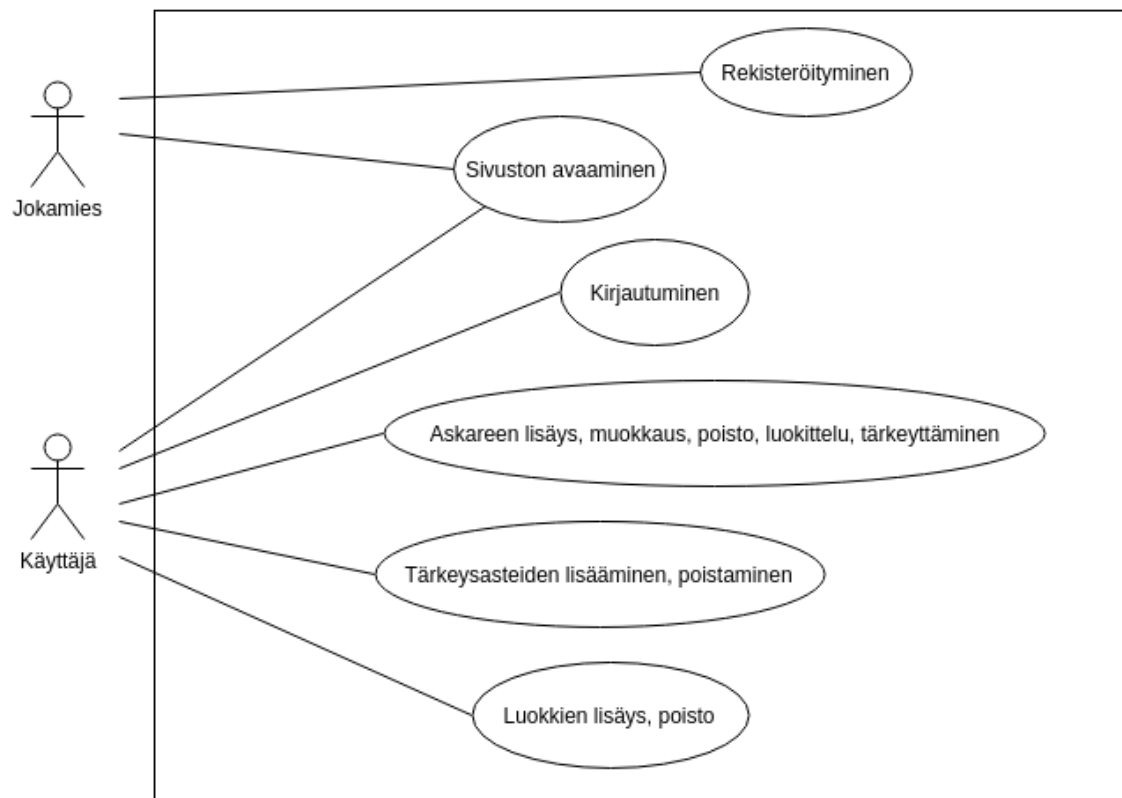 Rekisteröityminen
Sivuston avaaminen
Jokamies
Kirjautuminen
Askareen lisäys, muokkaus, poisto, luokittelu, tärkeyttäminen
Käyttäjä
Tärkeysasteiden lisääminen, poistaminen
Luokkien lisäys, poisto